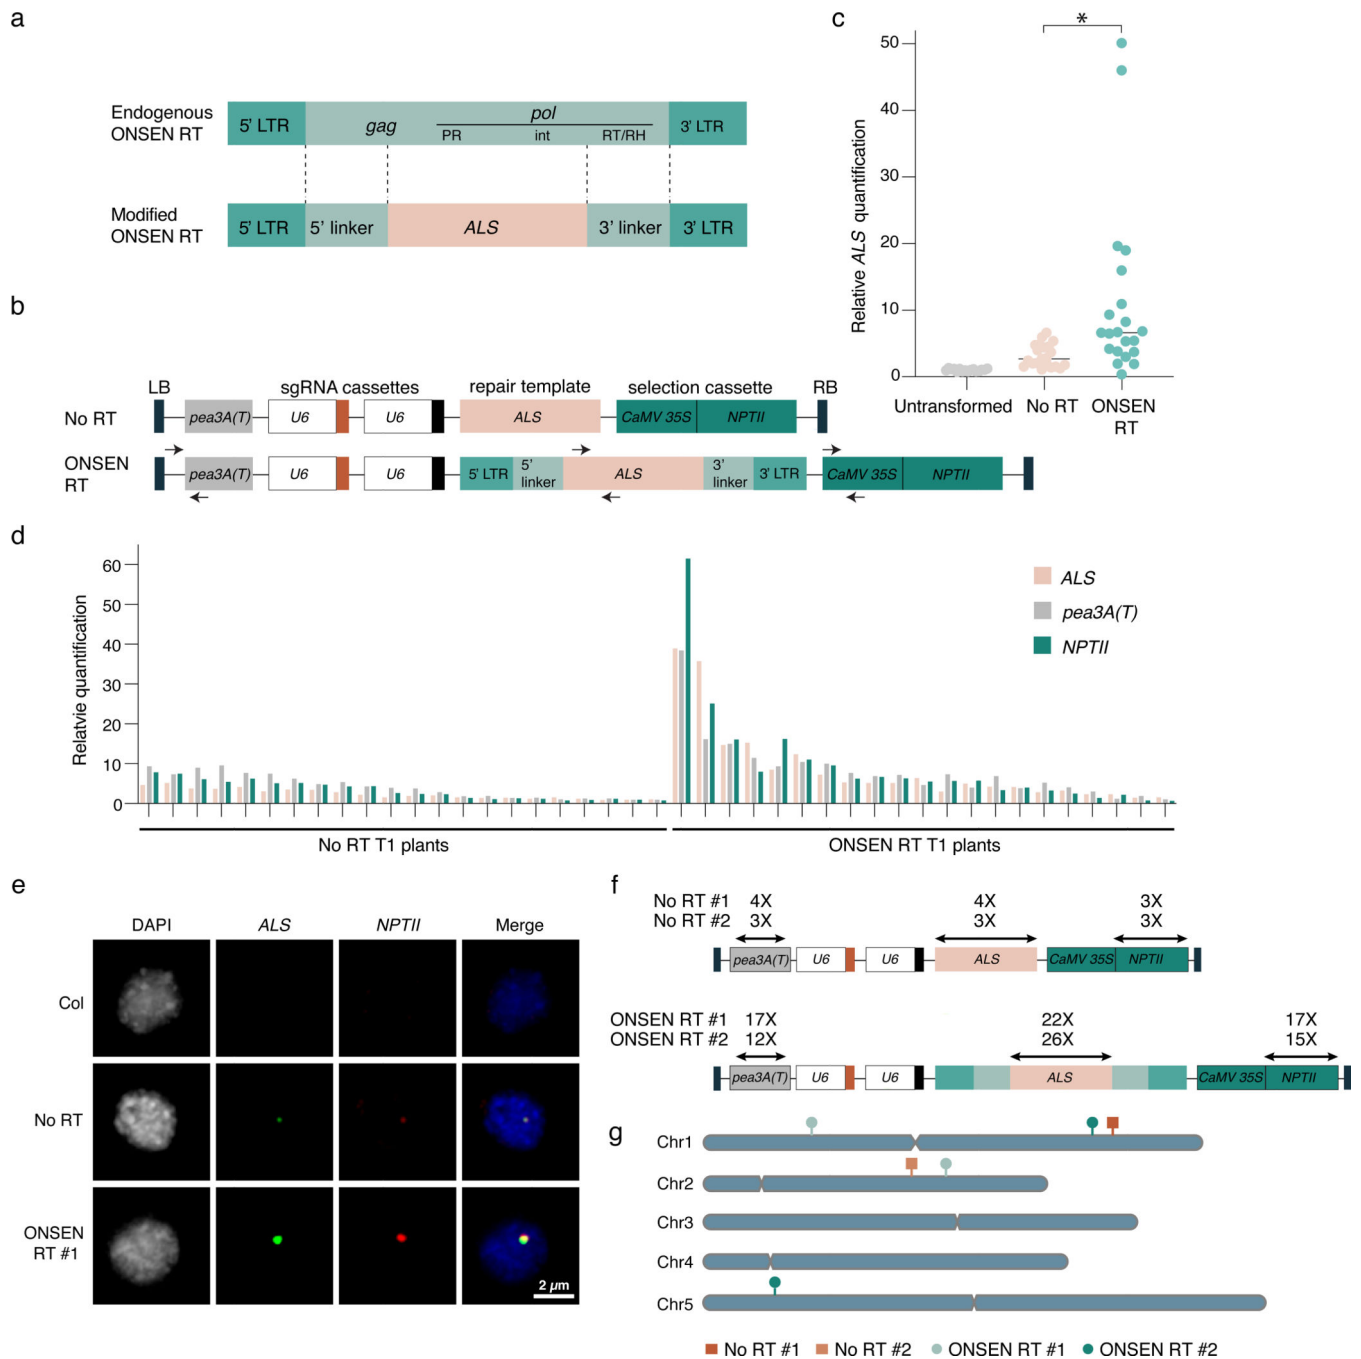 a
Endogenous
ONSEN RT
5' LTR
gag
pol
PR
int
RT/RH
3' LTR
Modified
ONSEN RT
5' LTR
5' linker
ALS
3' linker
3' LTR
b
LB
sgRNA cassettes
repair template
selection cassette
RB
No RT
pea3A(T)
U6
U6
ALS
CaMV 35S
NPTII
ONSEN
RT
pea3A(T)
U6
U6
5' LTR
5'
linker
ALS
3'
linker
3' LTR
CaMV 35S
NPTII
c
*
Relative ALS quantification
50
40
30
20
10
0
Untransformed
No RT
ONSEN
RT
d
Relatvie quantification
60
50
40
30
20
10
0
ALS
pea3A(T)
NPTII
No RT T1 plants
ONSEN RT T1 plants
e
DAPI
ALS
NPTII
Merge
Col
No RT
ONSEN
RT #1
2 µm
f
No RT #1 4X 4X 3X
No RT #2 3X 3X 3X
pea3A(T)
U6
U6
ALS
CaMV 35S
NPTII
ONSEN RT #1 17X 22X 17X
ONSEN RT #2 12X 26X 15X
pea3A(T)
U6
U6
ALS
CaMV 35S
NPTII
g
Chr1
Chr2
Chr3
Chr4
Chr5
No RT #1
No RT #2
ONSEN RT #1
ONSEN RT #2